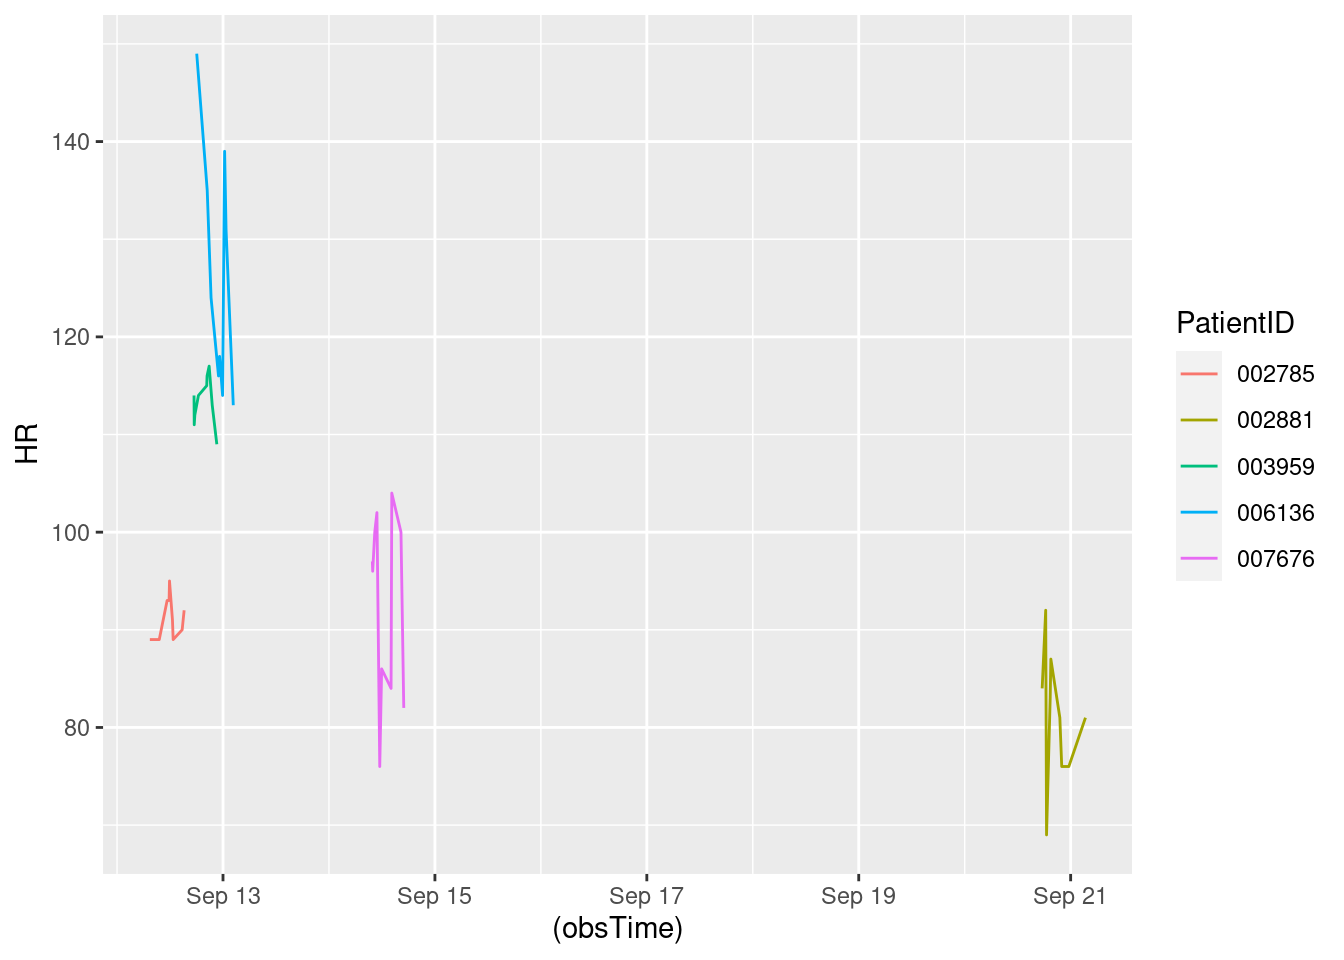 140
120
100
80
HR
Sep 13
Sep 15
Sep 17
Sep 19
Sep 21
(obsTime)
PatientID
002785
002881
003959
006136
007676